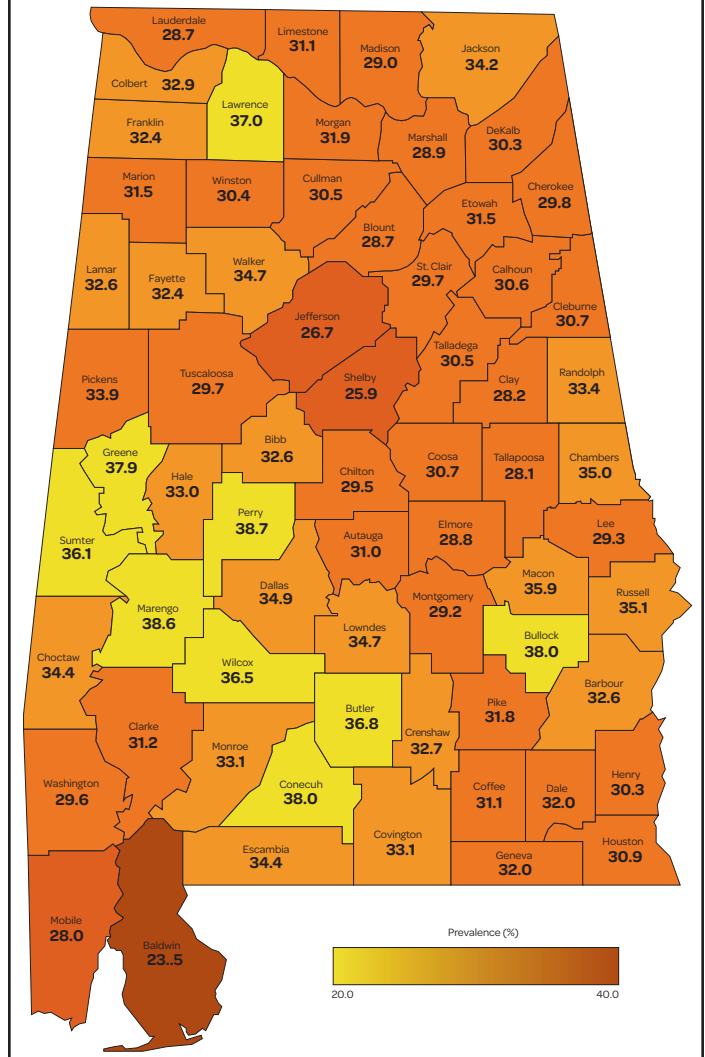 Lauderdale
28.7
Limestone
31.1
Madison
29.0
Jackson
34.2
Colbert 32.9
Lawrence
37.0
Franklin
32.4
Morgan
31.9
Marshall
28.9
DeKalb
30.3
Marion
31.5
Winston
30.4
Cullman
30.5
Cherokee
29.8
Etowah
31.5
Blount
28.7
Lamar
32.6
Fayette
32.4
Walker
34.7
St. Clair
29.7
Calhoun
30.6
Cleburne
30.7
Jefferson
26.7
Talladega
30.5
Pickens
33.9
Tuscaloosa
29.7
Shelby
25.9
Clay
28.2
Randolph
33.4
Greene
37.9
Bibb
32.6
Hale
33.0
Chilton
29.5
Coosa
30.7
Tallapoosa
28.1
Chambers
35.0
Perry
38.7
Sumter
36.1
Autauga
31.0
Elmore
28.8
Lee
29.3
Dallas
34.9
Macon
35.9
Russell
35.1
Marengo
38.6
Montgomery
29.2
Lowndes
34.7
Bullock
38.0
Choctaw
34.4
Wilcox
36.5
Barbour
32.6
Butler
36.8
Pike
31.8
Clarke
31.2
Monroe
33.1
Crenshaw
32.7
Washington
29.6
Conecuh
38.0
Coffee
31.1
Dale
32.0
Henry
30.3
Covington
33.1
Escambia
34.4
Geneva
32.0
Houston
30.9
Mobile
28.0
Baldwin
23..5
Prevalence (%)
20.0 40.0